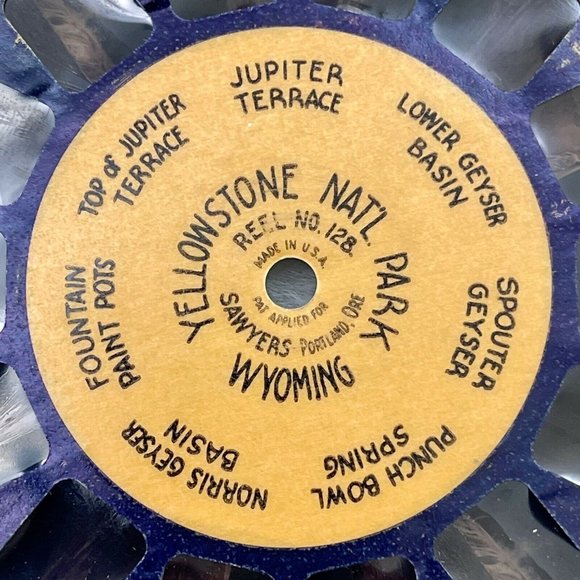 JUPITER
TERRACE
LOWER GEYSER
BASIN
SPOUTER
GEYSER
PUNCH BOWL
SPRING
NORRIS GEYSER
BASIN
FOUNTAIN
PAINT POTS
TOP of JUPITER
TERRACE
YELLOWSTONE NAT'L PARK
WYOMING
REEL NO. 128.
MADE IN U.S.A.
PAT APPLIED FOR
SAWYERS-PORTLAND, ORE